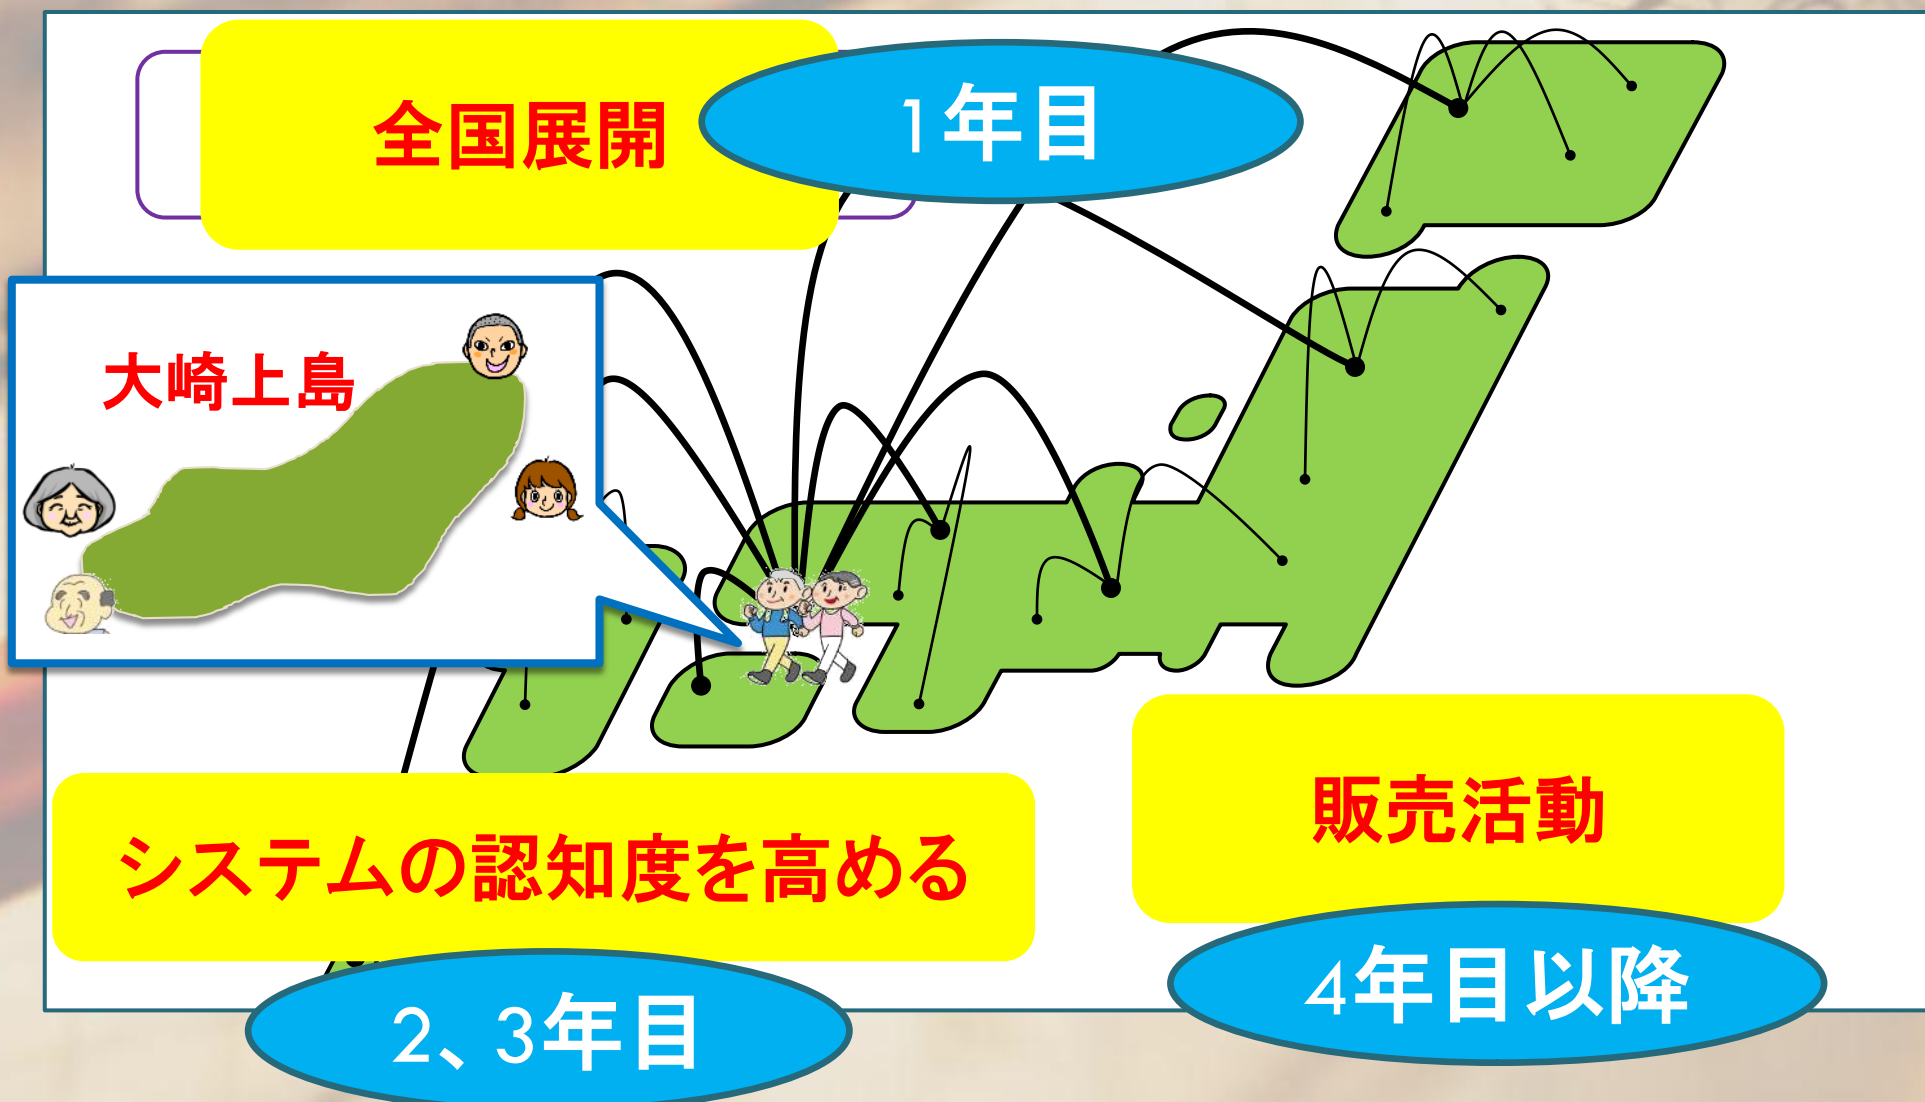 全国展開
1年目
大崎上島
システムの認知度を高める
2、3年目
販売活動
4年目以降